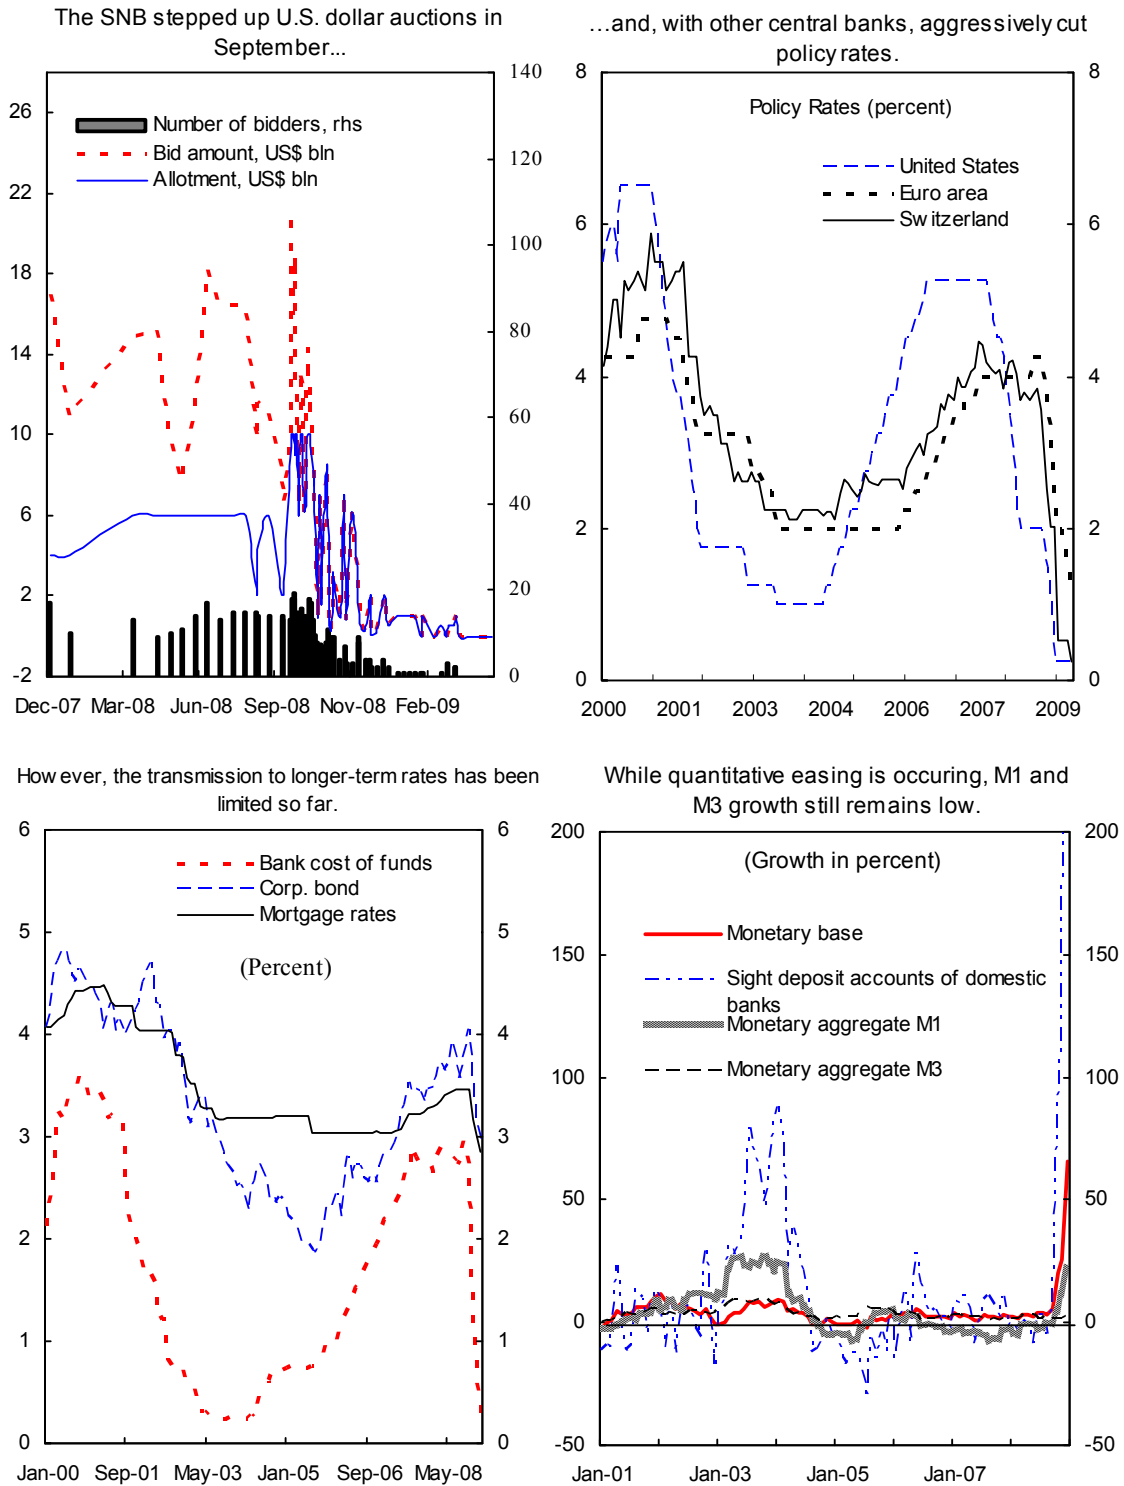 The SNB stepped up U.S. dollar auctions in
September...
26
22
18
14
10
6
2
-2
140
120
100
80
60
40
20
0
Number of bidders, rhs
Bid amount, US$ bln
Allotment, US$ bln
Dec-07 Mar-08 Jun-08 Sep-08 Nov-08 Feb-09
...and, with other central banks, aggressively cut
policy rates.
8
6
4
2
0
8
6
4
2
0
Policy Rates (percent)
United States
Euro area
Switzerland
2000 2001 2003 2004 2006 2007 2009
However, the transmission to longer-term rates has been
limited so far.
6
5
4
3
2
1
0
6
5
4
3
2
1
0
Bank cost of funds
Corp. bond
Mortgage rates
(Percent)
Jan-00 Sep-01 May-03 Jan-05 Sep-06 May-08
While quantitative easing is occuring, M1 and
M3 growth still remains low.
200
150
100
50
0
-50
200
150
100
50
0
-50
(Growth in percent)
Monetary base
Sight deposit accounts of domestic
banks
Monetary aggregate M1
Monetary aggregate M3
Jan-01 Jan-03 Jan-05 Jan-07